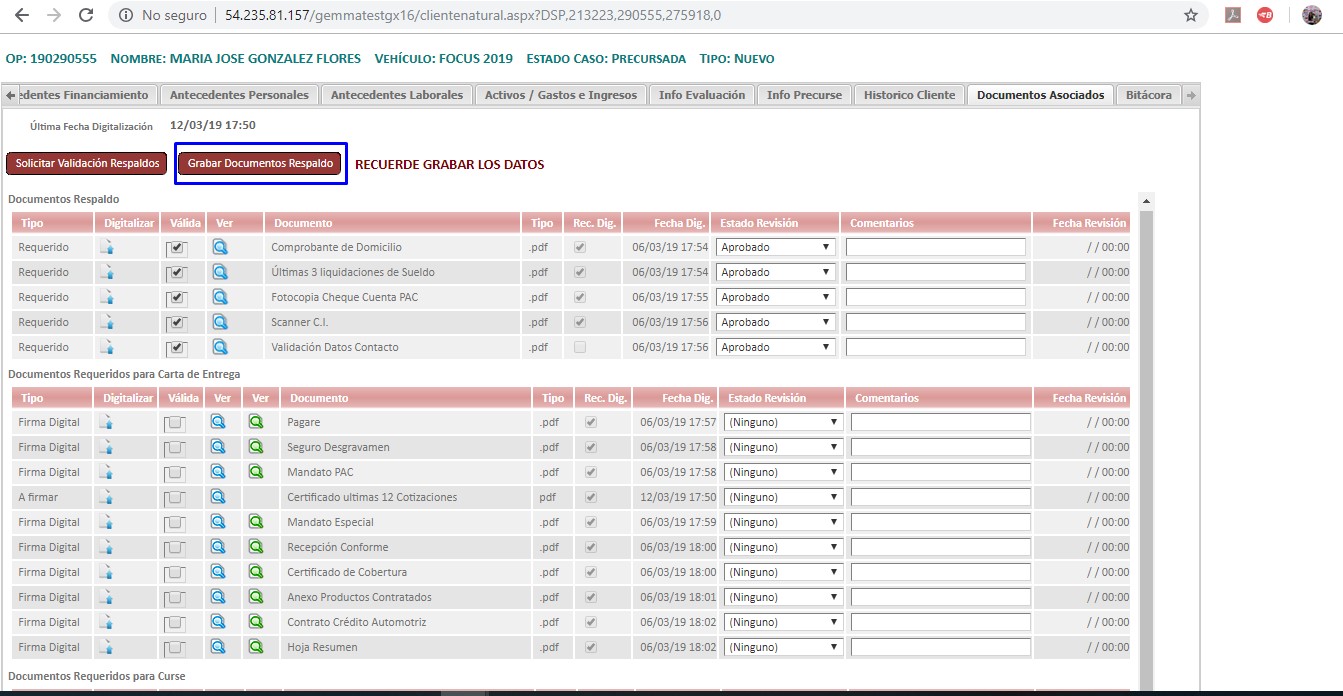 No seguro | 54.235.81.157/gemmatestgx16/clientenatural.aspx?DSP,213223,290555,275918,0
OP: 190290555 NOMBRE: MARIA JOSE GONZALEZ FLORES VEHÍCULO: FOCUS 2019 ESTADO CASO: PRECURSADA TIPO: NUEVO
edentes Financiamiento Antecedentes Personales Antecedentes Laborales Activos / Gastos e Ingresos Info Evaluación Info Precurse Historico Cliente Documentos Asociados Bitácora
Última Fecha Digitalización 12/03/19 17:50
Solicitar Validación Respaldos Grabar Documentos Respaldo RECUERDE GRABAR LOS DATOS
Documentos Respaldo
Tipo Digitalizar Válida Ver Documento Tipo Rec. Dig. Fecha Dig. Estado Revisión Comentarios Fecha Revisión
Requerido Comprobante de Domicilio .pdf 06/03/19 17:54 Aprobado / / 00:00
Requerido Últimas 3 liquidaciones de Sueldo .pdf 06/03/19 17:54 Aprobado / / 00:00
Requerido Fotocopia Cheque Cuenta PAC .pdf 06/03/19 17:55 Aprobado / / 00:00
Requerido Scanner C.I. .pdf 06/03/19 17:56 Aprobado / / 00:00
Requerido Validación Datos Contacto .pdf 06/03/19 17:56 Aprobado / / 00:00
Documentos Requeridos para Carta de Entrega
Tipo Digitalizar Válida Ver Ver Documento Tipo Rec. Dig. Fecha Dig. Estado Revisión Comentarios Fecha Revisión
Firma Digital Pagare .pdf 06/03/19 17:57 (Ninguno) / / 00:00
Firma Digital Seguro Desgravamen .pdf 06/03/19 17:58 (Ninguno) / / 00:00
Firma Digital Mandato PAC .pdf 06/03/19 17:58 (Ninguno) / / 00:00
A firmar Certificado ultimas 12 Cotizaciones pdf 12/03/19 17:50 (Ninguno) / / 00:00
Firma Digital Mandato Especial .pdf 06/03/19 17:59 (Ninguno) / / 00:00
Firma Digital Recepción Conforme .pdf 06/03/19 18:00 (Ninguno) / / 00:00
Firma Digital Certificado de Cobertura .pdf 06/03/19 18:00 (Ninguno) / / 00:00
Firma Digital Anexo Productos Contratados .pdf 06/03/19 18:01 (Ninguno) / / 00:00
Firma Digital Contrato Crédito Automotriz .pdf 06/03/19 18:02 (Ninguno) / / 00:00
Firma Digital Hoja Resumen .pdf 06/03/19 18:02 (Ninguno) / / 00:00
Documentos Requeridos para Curse